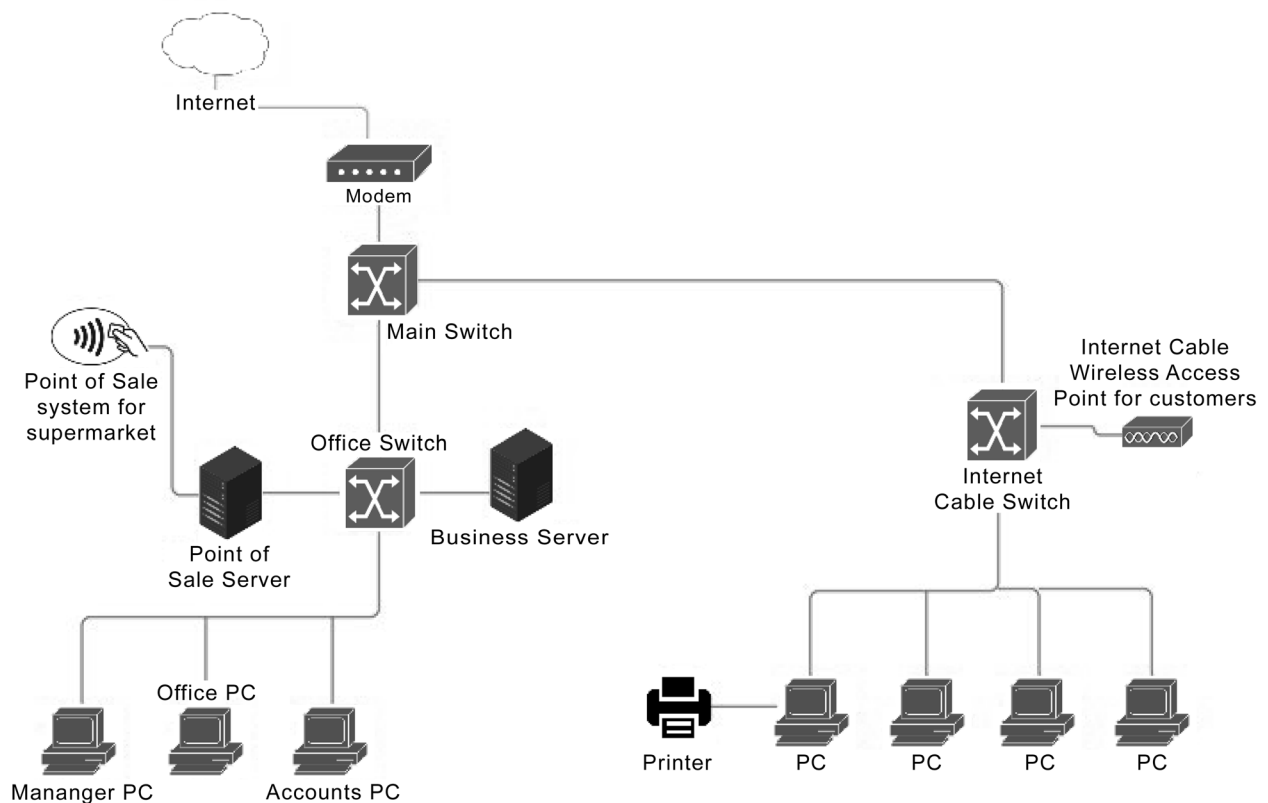 Internet
Modem
Main Switch
Point of Sale
system for
supermarket
Internet Cable
Wireless Access
Point for customers
Office Switch
Internet
Cable Switch
Business Server
Point of
Sale Server
Office PC
Mananger PC
Accounts PC
Printer
PC
PC
PC
PC